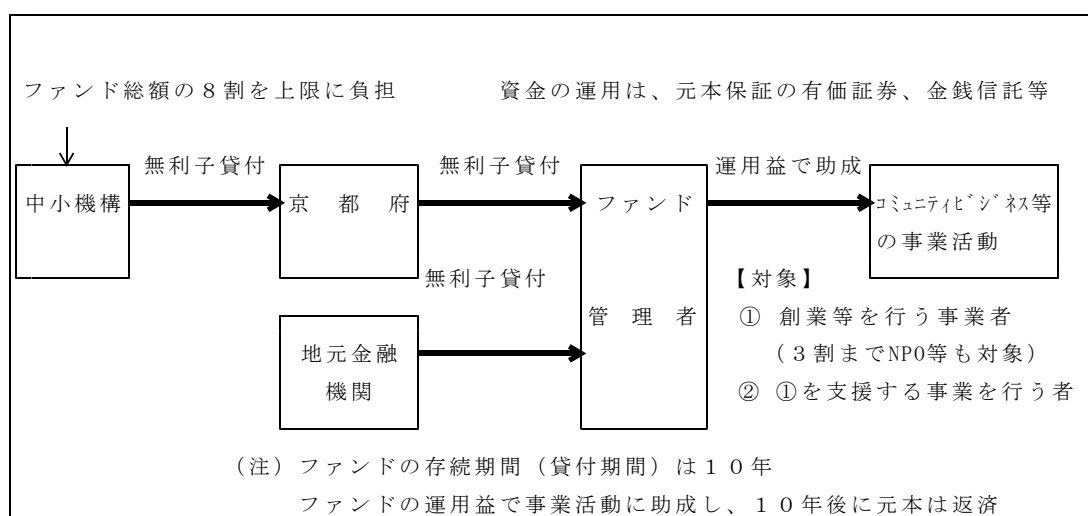 ファンド総額の８割を上限に負担
資金の運用は、元本保証の有価証券、金銭信託等
無利子貸付
無利子貸付
運用益で助成
中小機構
京都府
ファンド
管理者
コミュニティビジネス等
の事業活動
無利子貸付
地元金融
機関
【対象】
① 創業等を行う事業者
（３割までNPO等も対象）
② ①を支援する事業を行う者
（注）ファンドの存続期間（貸付期間）は１０年
ファンドの運用益で事業活動に助成し、１０年後に元本は返済